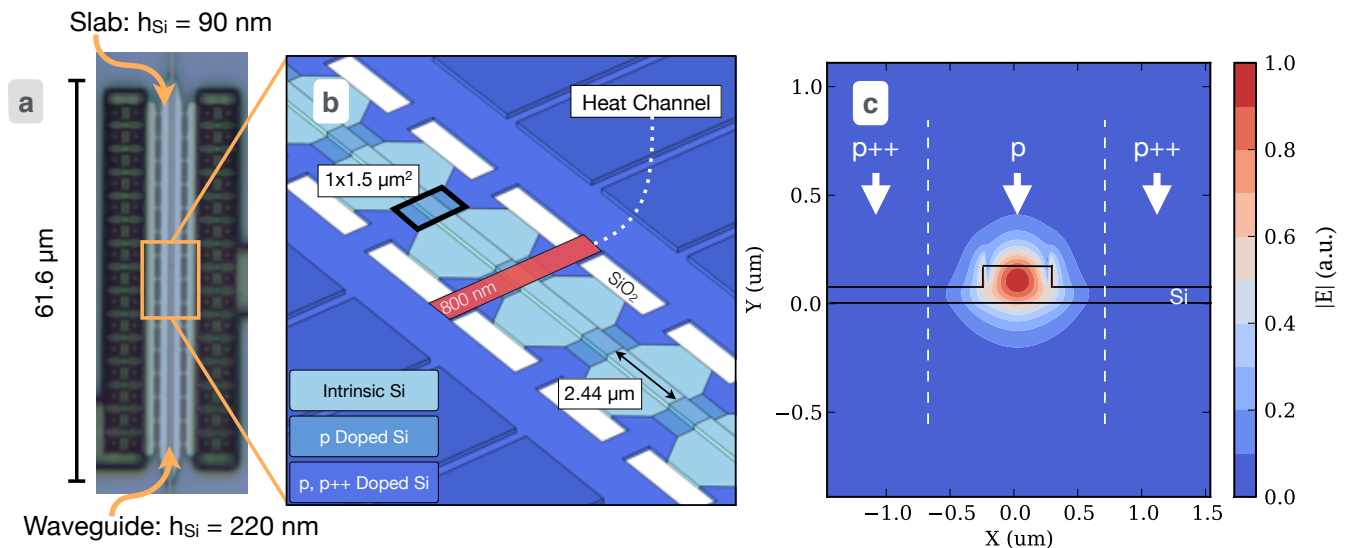 Slab: hSi = 90 nm
a
61.6 µm
Waveguide: hSi = 220 nm
b
Heat Channel
1x1.5 µm²
800 nm
SiO₂
2.44 µm
Intrinsic Si
p Doped Si
p, p++ Doped Si
c
p++
p
p++
Si
Y (um)
1.0
0.5
0.0
−0.5
−1.0
−0.5
0.0
0.5
1.0
1.5
X (um)
1.0
0.8
0.6
0.4
0.2
0.0
|E| (a.u.)